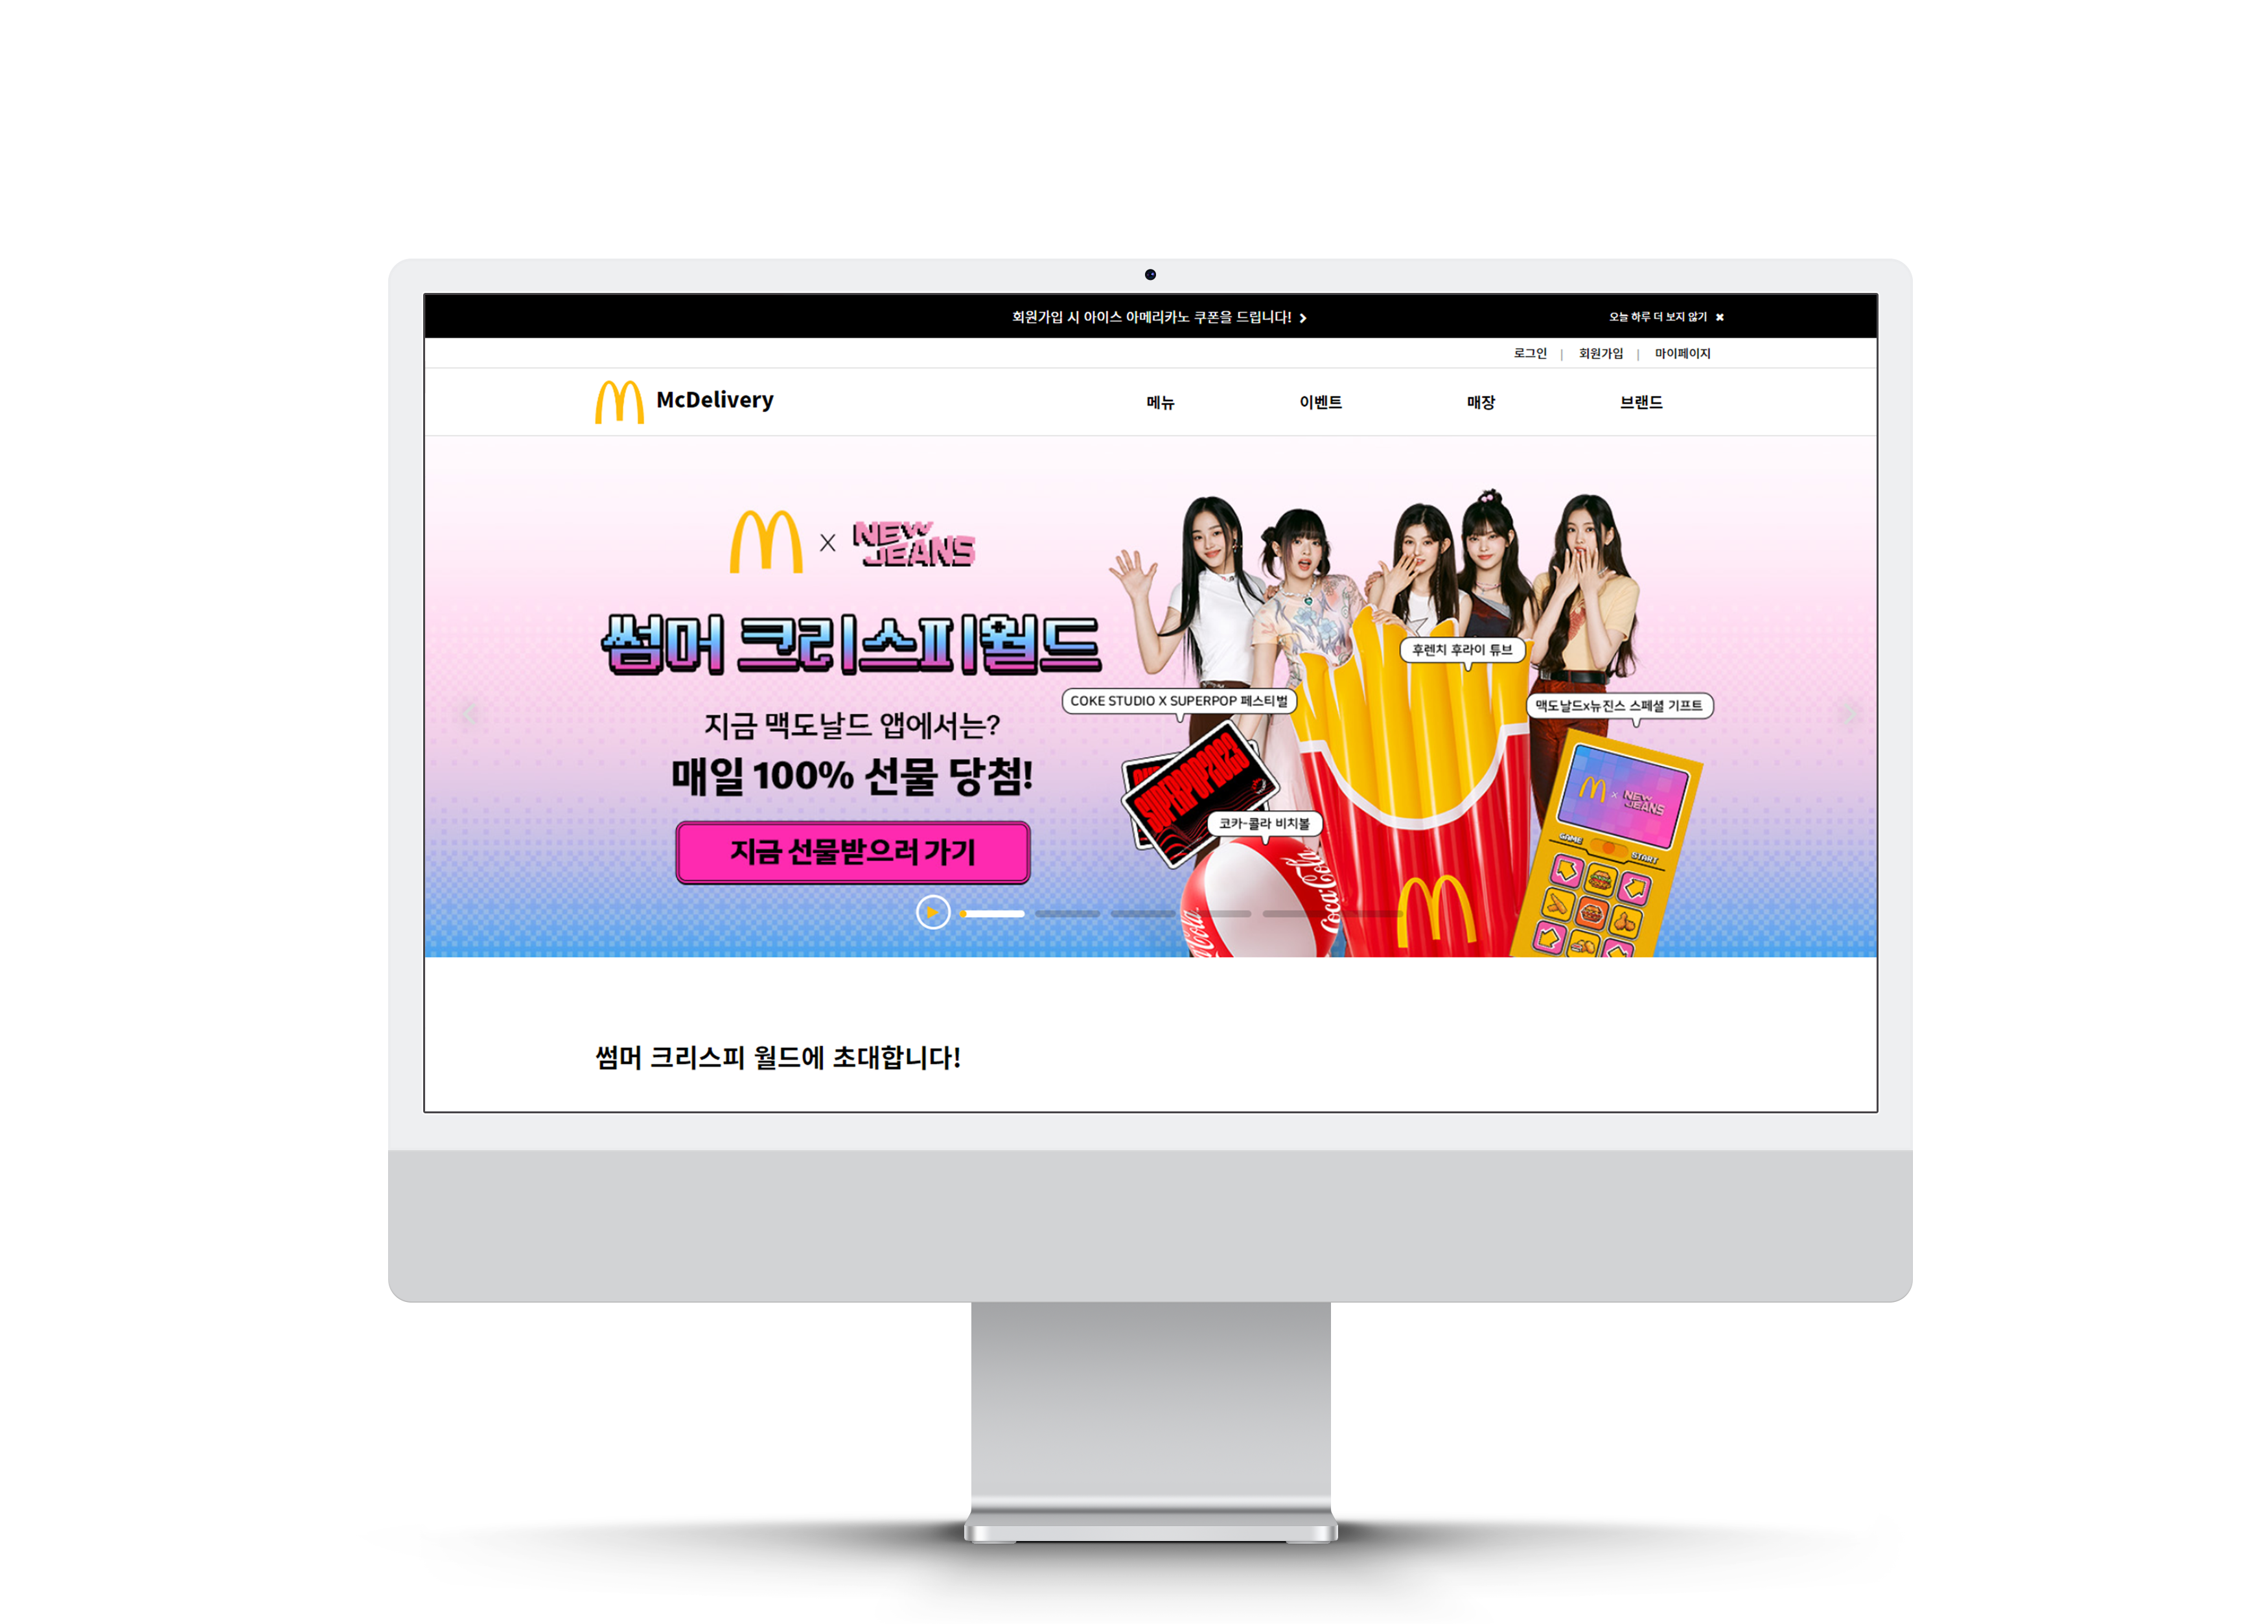 회원가입 시 아이스 아메리카노 쿠폰을 드립니다!
오늘 하루 더 보지 않기 ✖
로그인 | 회원가입 | 마이페이지
McDelivery
메뉴 이벤트 매장 브랜드
X NEW JEANS
썸머 크리스피월드
지금 맥도날드 앱에서는?
매일 100% 선물 당첨!
지금 선물받으러 가기
후렌치 후라이 튜브
COKE STUDIO X SUPERPOP 페스티벌
맥도날드x뉴진스 스페셜 기프트
SUPERPOP2023
코카-콜라 비치볼
Coca-Cola
Cola
X NEW JEANS
GAME START
썸머 크리스피 월드에 초대합니다!